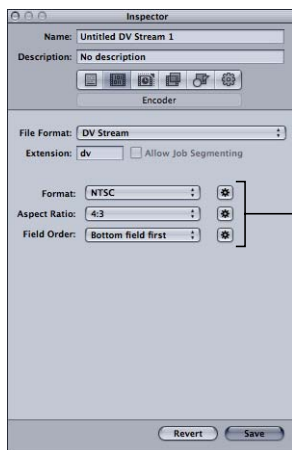 Inspector
Name: Untitled DV Stream 1
Description: No description
Encoder
File Format: DV Stream
Extension: dv Allow Job Segmenting
Format: NTSC
Aspect Ratio: 4:3
Field Order: Bottom field first
Revert Save